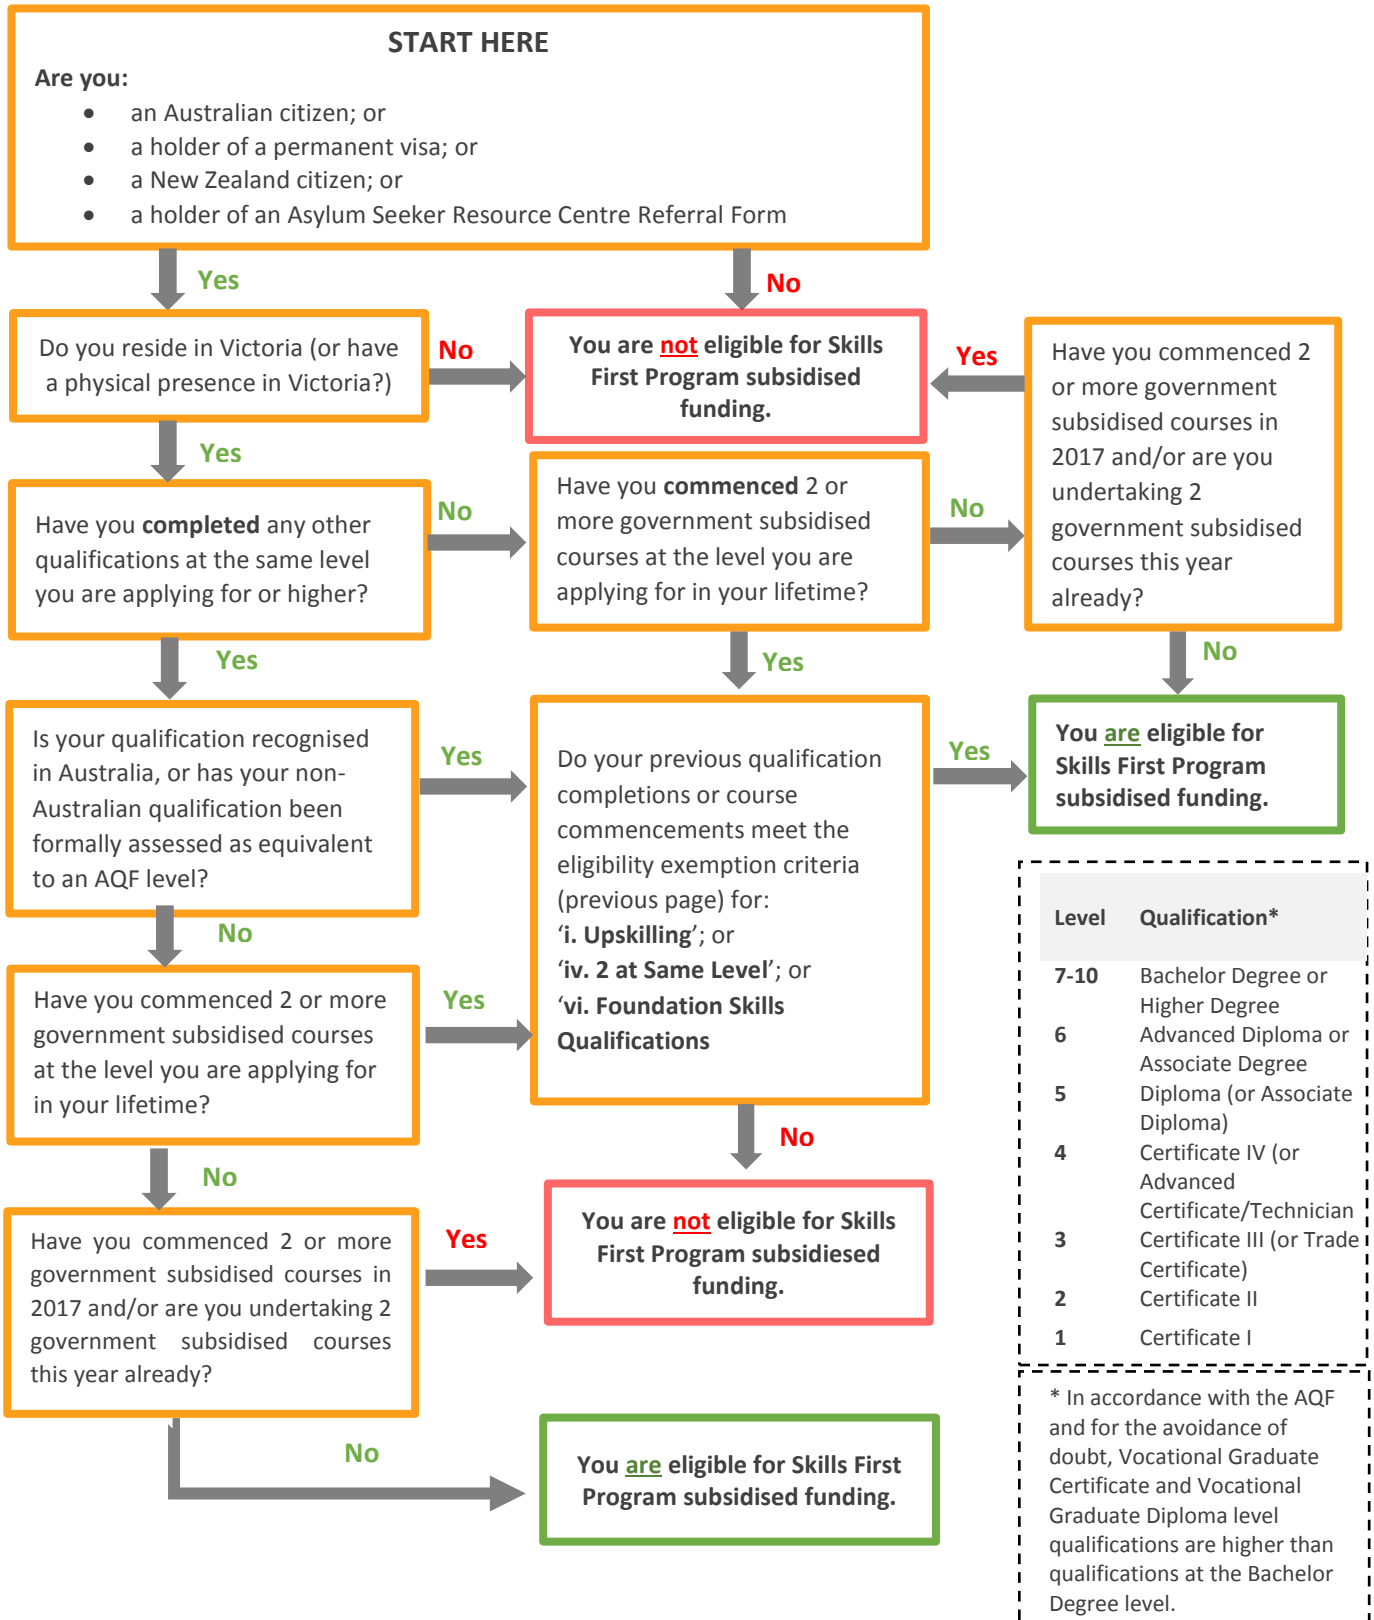 START HERE
Are you:
• an Australian citizen; or
• a holder of a permanent visa; or
• a New Zealand citizen; or
• a holder of an Asylum Seeker Resource Centre Referral Form
Yes
No
Do you reside in Victoria (or have
a physical presence in Victoria?)
No
You are not eligible for Skills
First Program subsidised
funding.
Yes
Have you commenced 2
or more government
subsidised courses in
2017 and/or are you
undertaking 2
government subsidised
courses this year
already?
Yes
Have you completed any other
qualifications at the same level
you are applying for or higher?
No
Have you commenced 2 or
more government subsidised
courses at the level you are
applying for in your lifetime?
No
Yes
Yes
No
Is your qualification recognised
in Australia, or has your non-
Australian qualification been
formally assessed as equivalent
to an AQF level?
Yes
Do your previous qualification
completions or course
commencements meet the
eligibility exemption criteria
(previous page) for:
‘i. Upskilling’; or
‘iv. 2 at Same Level’; or
‘vi. Foundation Skills
Qualifications
Yes
You are eligible for
Skills First Program
subsidised funding.
No
Have you commenced 2 or more
government subsidised courses
at the level you are applying for
in your lifetime?
Yes
No
No
Have you commenced 2 or more
government subsidised courses in
2017 and/or are you undertaking 2
government subsidised courses
this year already?
Yes
You are not eligible for Skills
First Program subsidiesed
funding.
No
You are eligible for Skills First
Program subsidised funding.
Level Qualification*
7-10 Bachelor Degree or
Higher Degree
6 Advanced Diploma or
Associate Degree
5 Diploma (or Associate
Diploma)
4 Certificate IV (or
Advanced
Certificate/Technician
3 Certificate III (or Trade
Certificate)
2 Certificate II
1 Certificate I
* In accordance with the AQF
and for the avoidance of
doubt, Vocational Graduate
Certificate and Vocational
Graduate Diploma level
qualifications are higher than
qualifications at the Bachelor
Degree level.